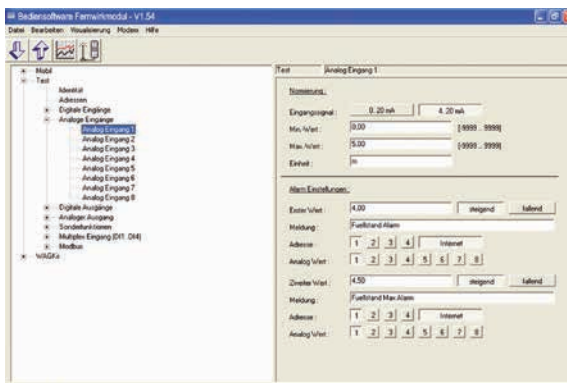 Bediensoftware Fernwirkmodul - V1.54
Datei Bearbeiten Visualisierung Modem Hilfe
Mobil
Test
Identität
Adressen
Digitale Eingänge
Analoge Eingänge
Analog Eingang 1
Analog Eingang 2
Analog Eingang 3
Analog Eingang 4
Analog Eingang 5
Analog Eingang 6
Analog Eingang 7
Analog Eingang 8
Digitale Ausgänge
Analoger Ausgang
Sonderfunktionen
Multiplex Eingang (DI1, DI4)
Modbus
Test Analog Eingang 1
Normierung :
Eingangssignal : 0..20 mA 4..20 mA
Min.-Wert : 0,00 [-9999 .. 9999]
Max.-Wert : 5,00 [-9999 .. 9999]
Einheit : m
Alarm Einstellungen :
Erster Wert : 4,00 steigend fallend
Meldung : Fuellstand Alarm
Adresse : 1 2 3 4 Internet
Analog Wert : 1 2 3 4 5 6 7 8
Zweiter Wert : 4,50 steigend fallend
Meldung : Fuellstand Max Alarm
Adresse : 1 2 3 4 Internet
Analog Wert : 1 2 3 4 5 6 7 8